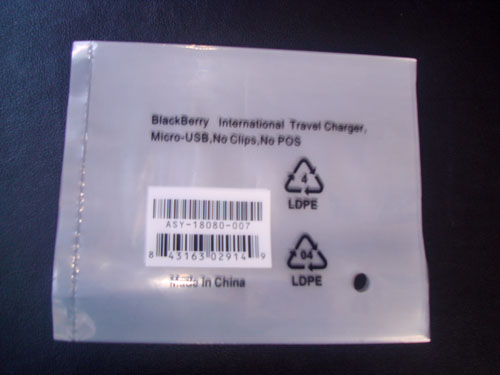 BlackBerry International Travel Charger,
Micro-USB,No Clips,No POS
4
LDPE
ASY-18080-007
8 43163 02914 9
04
LDPE
Made In China